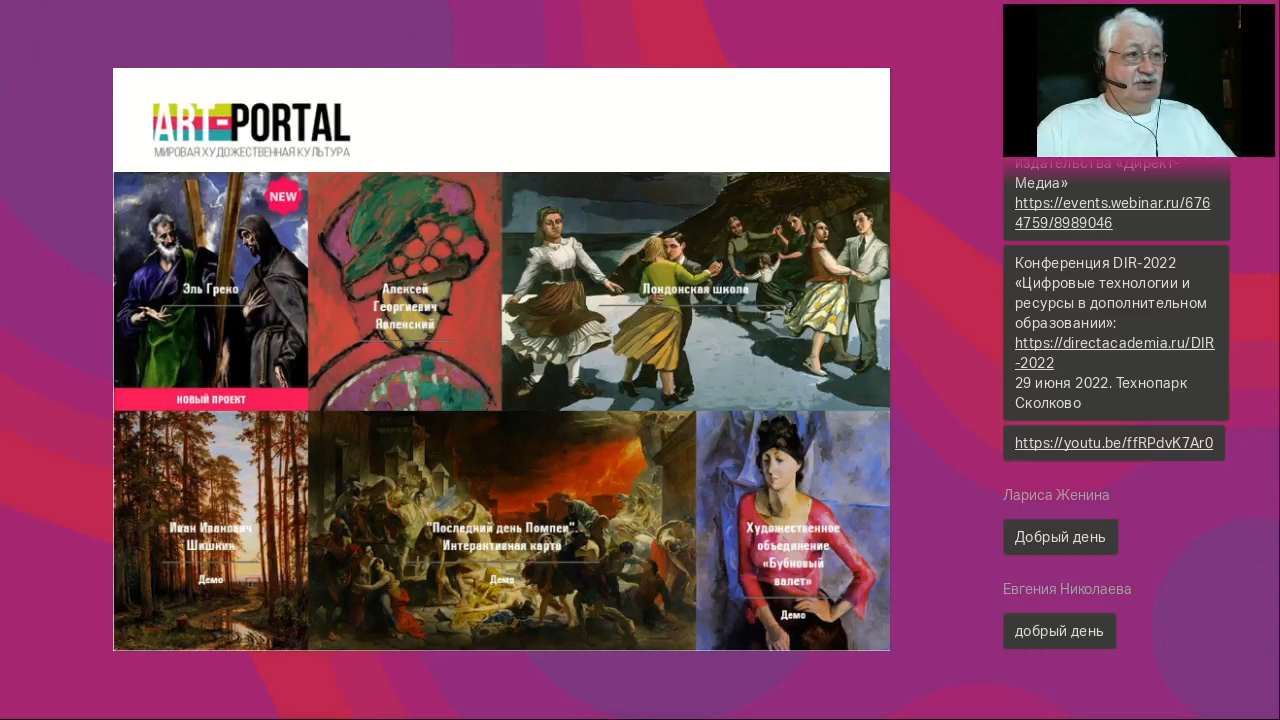 ART-PORTAL
МИРОВАЯ ХУДОЖЕСТВЕННАЯ КУЛЬТУРА
NEW
Эль Греко
НОВЫЙ ПРОЕКТ
Алексей
Георгиевич
Явленский
Лондонская школа
Иван Иванович
Шишкин
Демо
"Последний день Помпеи".
Интерактивная карта
Демо
Художественное
объединение
«Бубновый
валет»
Демо
издательства «Директ-
Медиа»
https://events.webinar.ru/676
4759/8989046
Конференция DIR-2022
«Цифровые технологии и
ресурсы в дополнительном
образовании»:
https://directacademia.ru/DIR
-2022
29 июня 2022. Технопарк
Сколково
https://youtu.be/ffRPdvK7Ar0
Лариса Женина
Добрый день
Евгения Николаева
добрый день